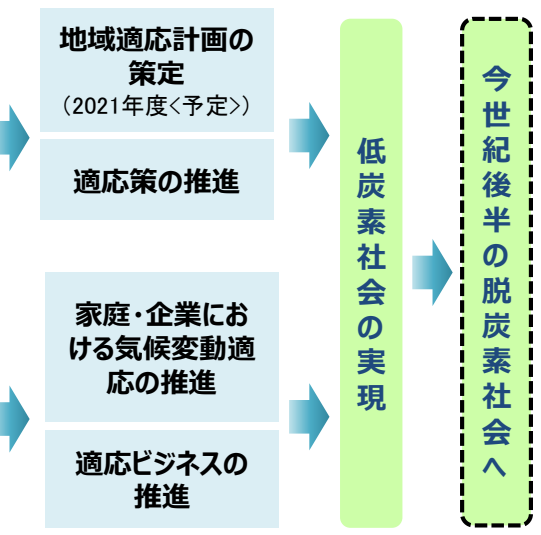 地域適応計画の
策定
（2021年度<予定>）
適応策の推進
家庭・企業にお
ける気候変動適
応の推進
適応ビジネスの
推進
低炭素社会の実現
今世紀後半の脱炭素社会へ